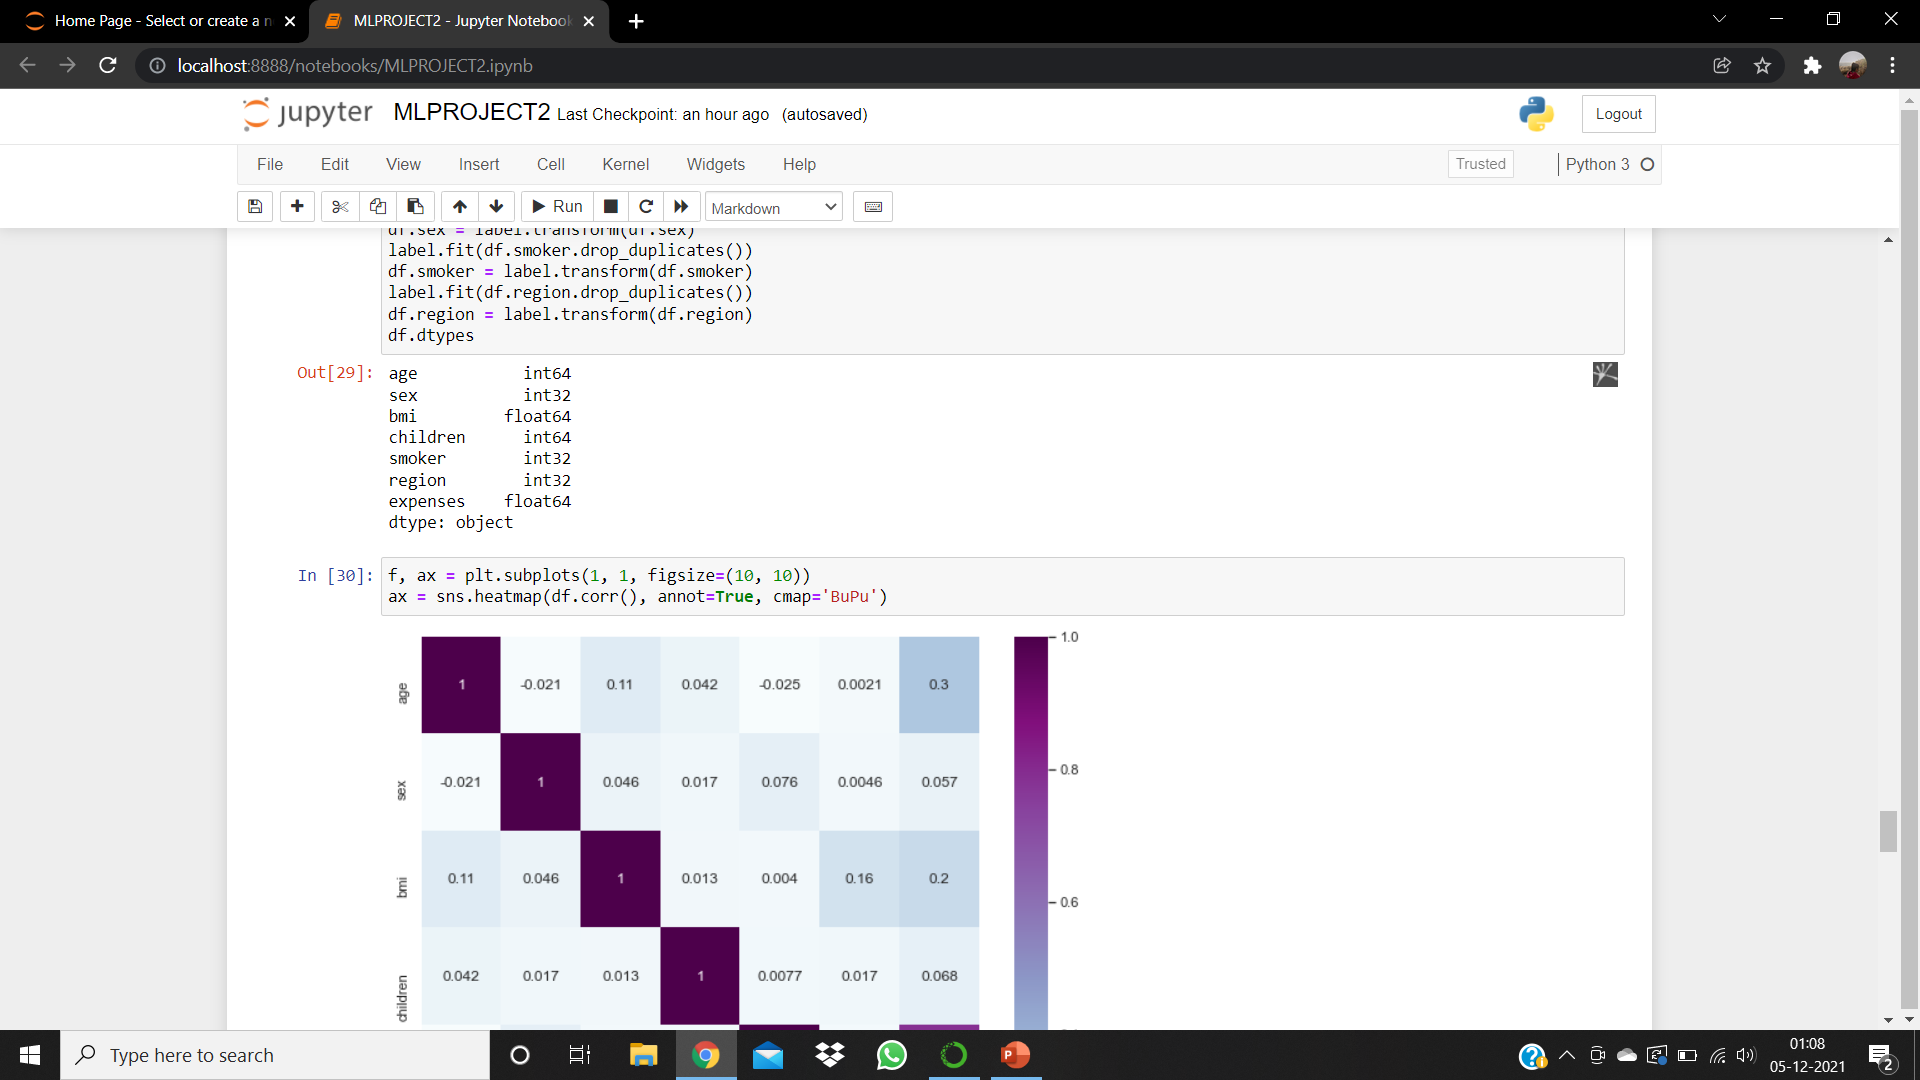 Home Page - Select or create a n
MLPROJECT2 - Jupyter Notebook
localhost:8888/notebooks/MLPROJECT2.ipynb
jupyter MLPROJECT2 Last Checkpoint: an hour ago (autosaved)
Logout
File Edit View Insert Cell Kernel Widgets Help
Trusted
Python 3
Run
Markdown
df.sex = label.transform(df.sex)
label.fit(df.smoker.drop_duplicates())
df.smoker = label.transform(df.smoker)
label.fit(df.region.drop_duplicates())
df.region = label.transform(df.region)
df.dtypes
Out[29]: age int64
sex int32
bmi float64
children int64
smoker int32
region int32
expenses float64
dtype: object
In [30]: f, ax = plt.subplots(1, 1, figsize=(10, 10))
ax = sns.heatmap(df.corr(), annot=True, cmap='BuPu')
age 1 -0.021 0.11 0.042 -0.025 0.0021 0.3
sex -0.021 1 0.046 0.017 0.076 0.0046 0.057
bmi 0.11 0.046 1 0.013 0.004 0.16 0.2
children 0.042 0.017 0.013 1 0.0077 0.017 0.068
1.0
0.8
0.6
Type here to search
01:08
05-12-2021
2